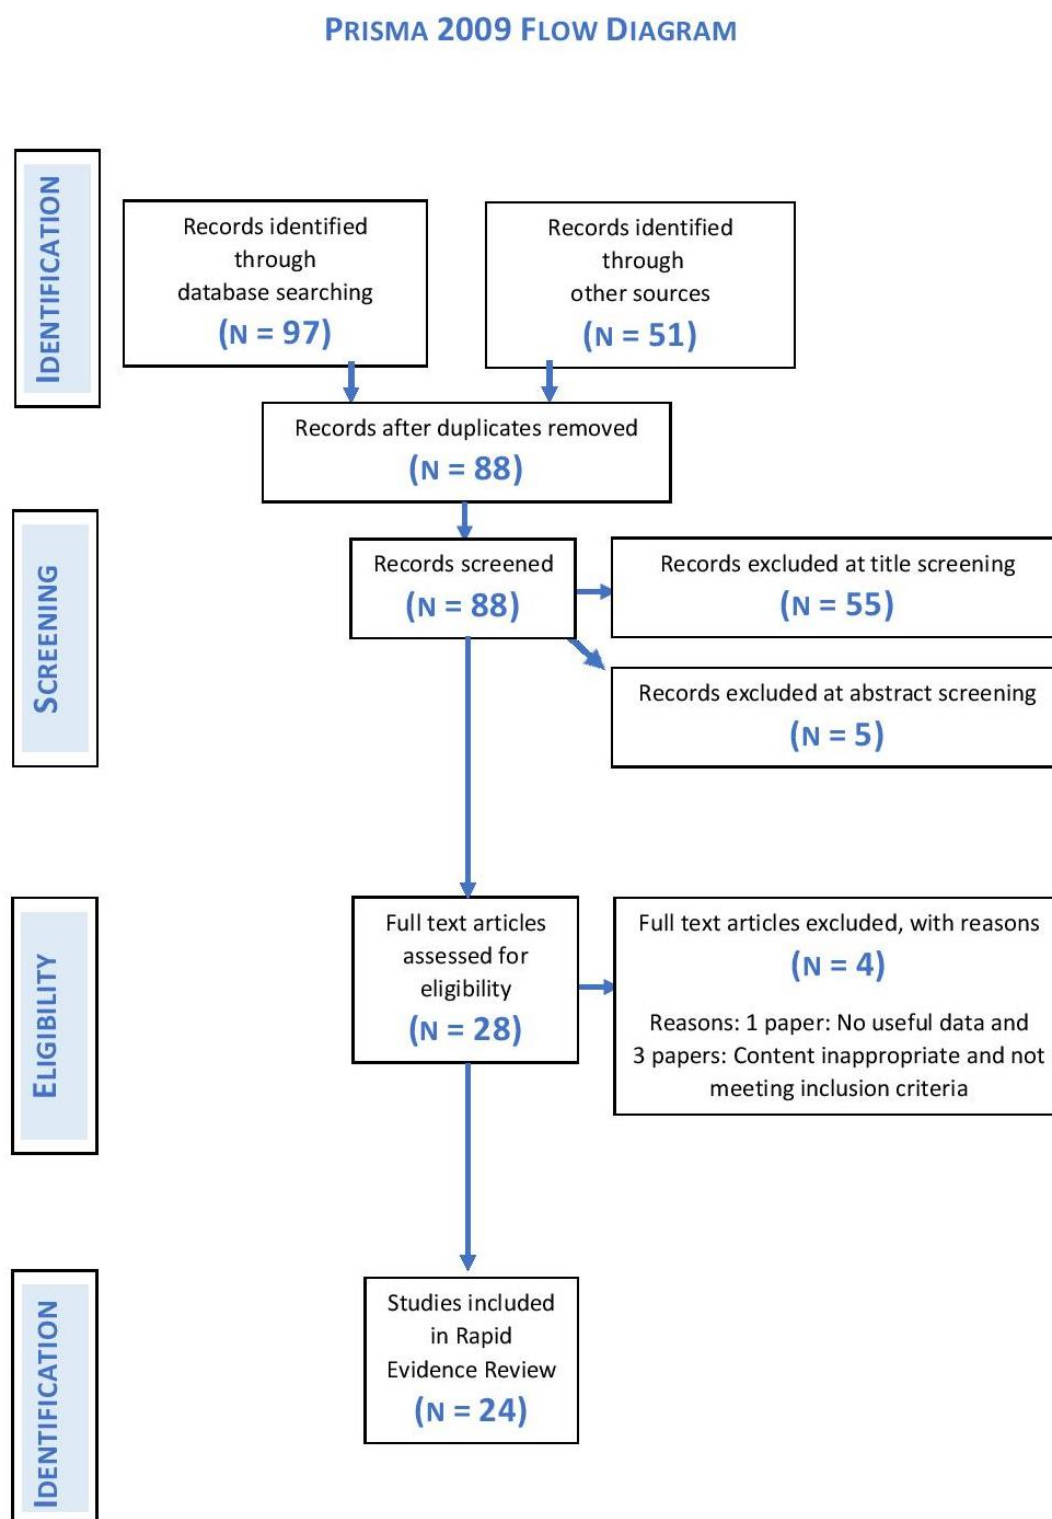 PRISMA 2009 FLOW DIAGRAM
IDENTIFICATION
Records identified
through
database searching
(N = 97)
Records identified
through
other sources
(N = 51)
Records after duplicates removed
(N = 88)
SCREENING
Records screened
(N = 88)
Records excluded at title screening
(N = 55)
Records excluded at abstract screening
(N = 5)
ELIGIBILITY
Full text articles
assessed for
eligibility
(N = 28)
Full text articles excluded, with reasons
(N = 4)
Reasons: 1 paper: No useful data and
3 papers: Content inappropriate and not
meeting inclusion criteria
IDENTIFICATION
Studies included
in Rapid
Evidence Review
(N = 24)